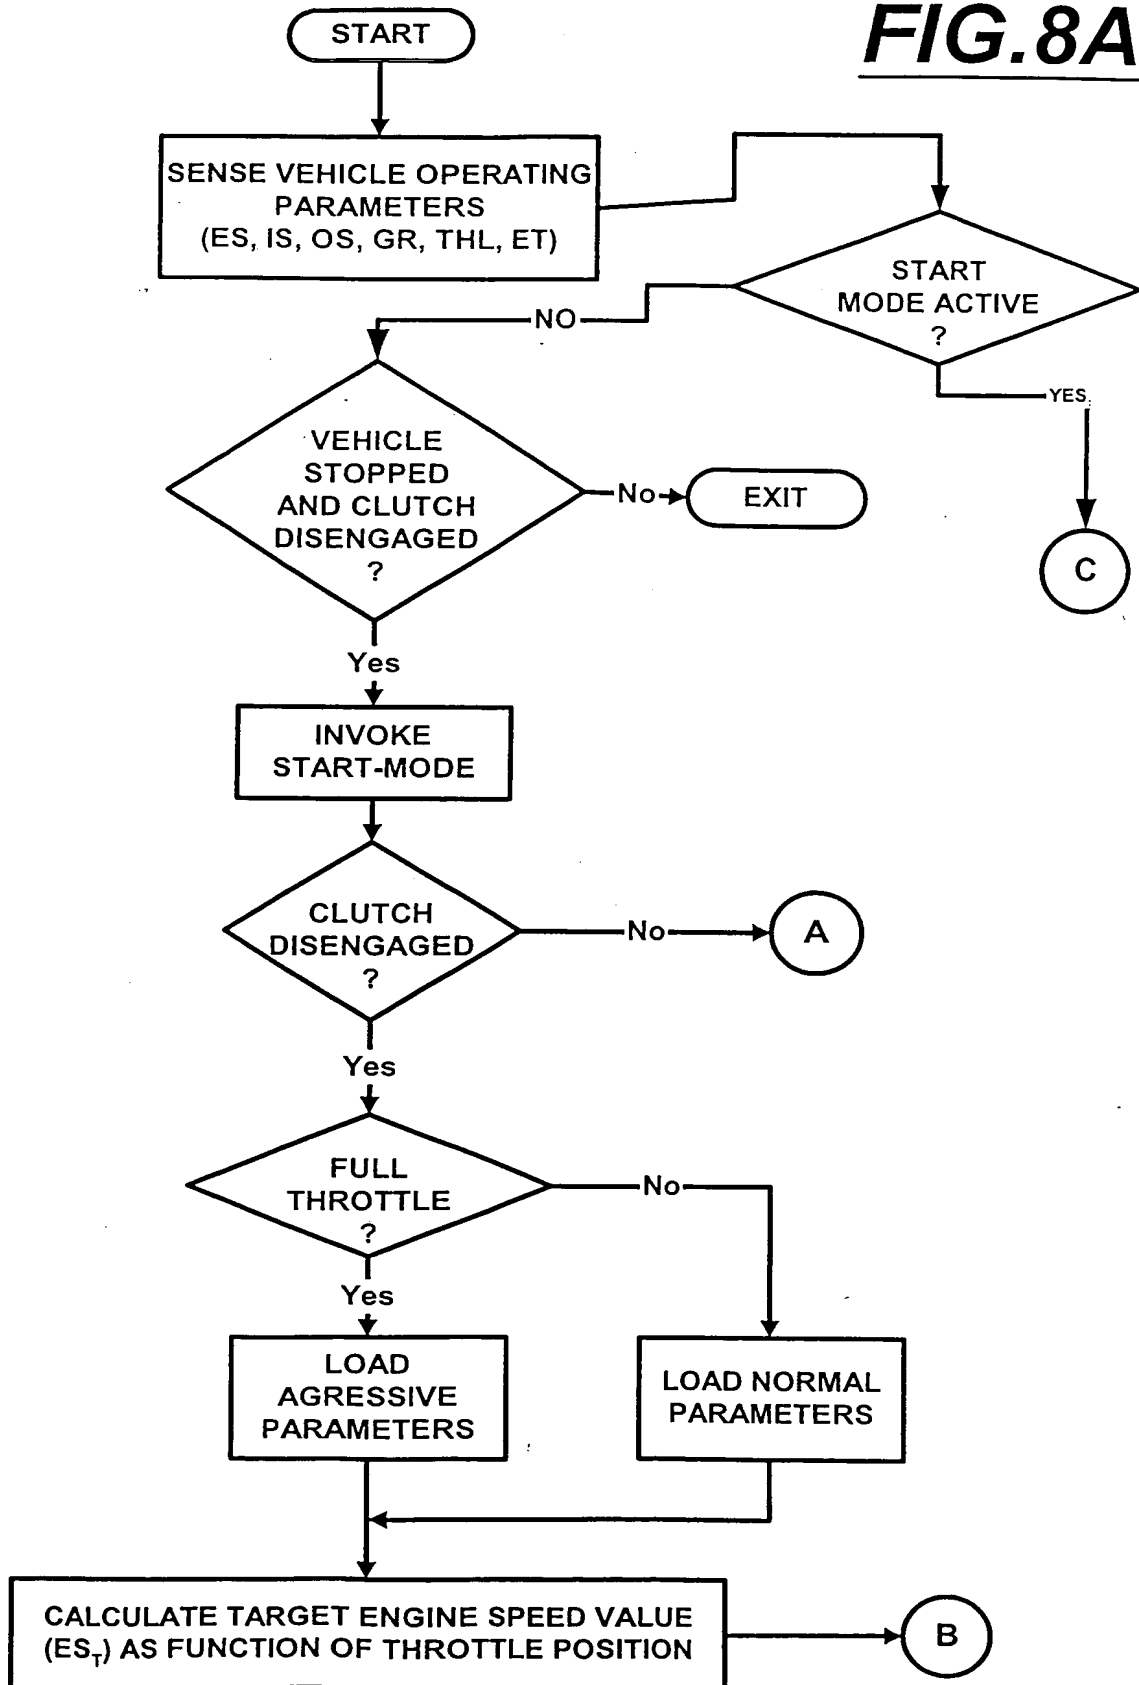 START
FIG.8A
SENSE VEHICLE OPERATING
PARAMETERS
(ES, IS, OS, GR, THL, ET)
START
MODE ACTIVE
?
NO
YES
VEHICLE
STOPPED
AND CLUTCH
DISENGAGED
?
No
EXIT
C
Yes
INVOKE
START-MODE
CLUTCH
DISENGAGED
?
No
A
Yes
FULL
THROTTLE
?
No
Yes
LOAD
AGRESSIVE
PARAMETERS
LOAD NORMAL
PARAMETERS
CALCULATE TARGET ENGINE SPEED VALUE
(ES_T) AS FUNCTION OF THROTTLE POSITION
B